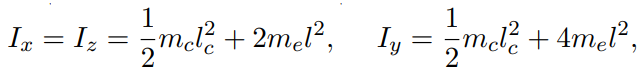 $I_x = I_z = \frac{1}{2} m_c l_c^2 + 2 m_e l^2, \quad I_y = \frac{1}{2} m_c l_c^2 + 4 m_e l^2,$